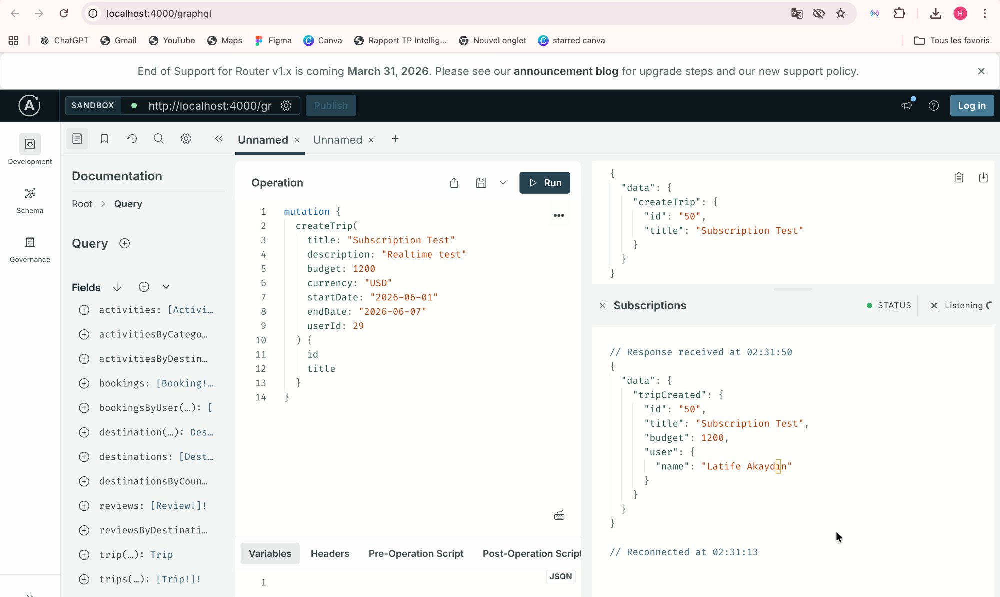 localhost:4000/graphql
H
ChatGPT
Gmail
YouTube
Maps
Figma
Canva
Rapport TP Intellig...
Nouvel onglet
starred canva
Tous les favoris
End of Support for Router v1.x is coming March 31, 2026. Please see our announcement blog for upgrade steps and our new support policy.
SANDBOX
http://localhost:4000/gr
Publish
Log in
Development
Schema
Governance
Unnamed
Unnamed
Documentation
Root > Query
Query
Fields
activities: [Activi…
activitiesByCatego…
activitiesByDestin…
bookings: [Booking!…
bookingsByUser(…): [
destination(…): Des…
destinations: [Dest…
destinationsByCoun…
reviews: [Review!]!
reviewsByDestinati…
trip(…): Trip
trips(…): [Trip!]!
Operation
Run
1 mutation {
2 createTrip(
3 title: "Subscription Test"
4 description: "Realtime test"
5 budget: 1200
6 currency: "USD"
7 startDate: "2026-06-01"
8 endDate: "2026-06-07"
9 userId: 29
10 ) {
11 id
12 title
13 }
14 }
Variables
Headers
Pre-Operation Script
Post-Operation Script
JSON
1
{
"data": {
"createTrip": {
"id": "50",
"title": "Subscription Test"
}
}
}
Subscriptions
STATUS
Listening
// Response received at 02:31:50
{
"data": {
"tripCreated": {
"id": "50",
"title": "Subscription Test",
"budget": 1200,
"user": {
"name": "Latife Akaydın"
}
}
}
}
// Reconnected at 02:31:13